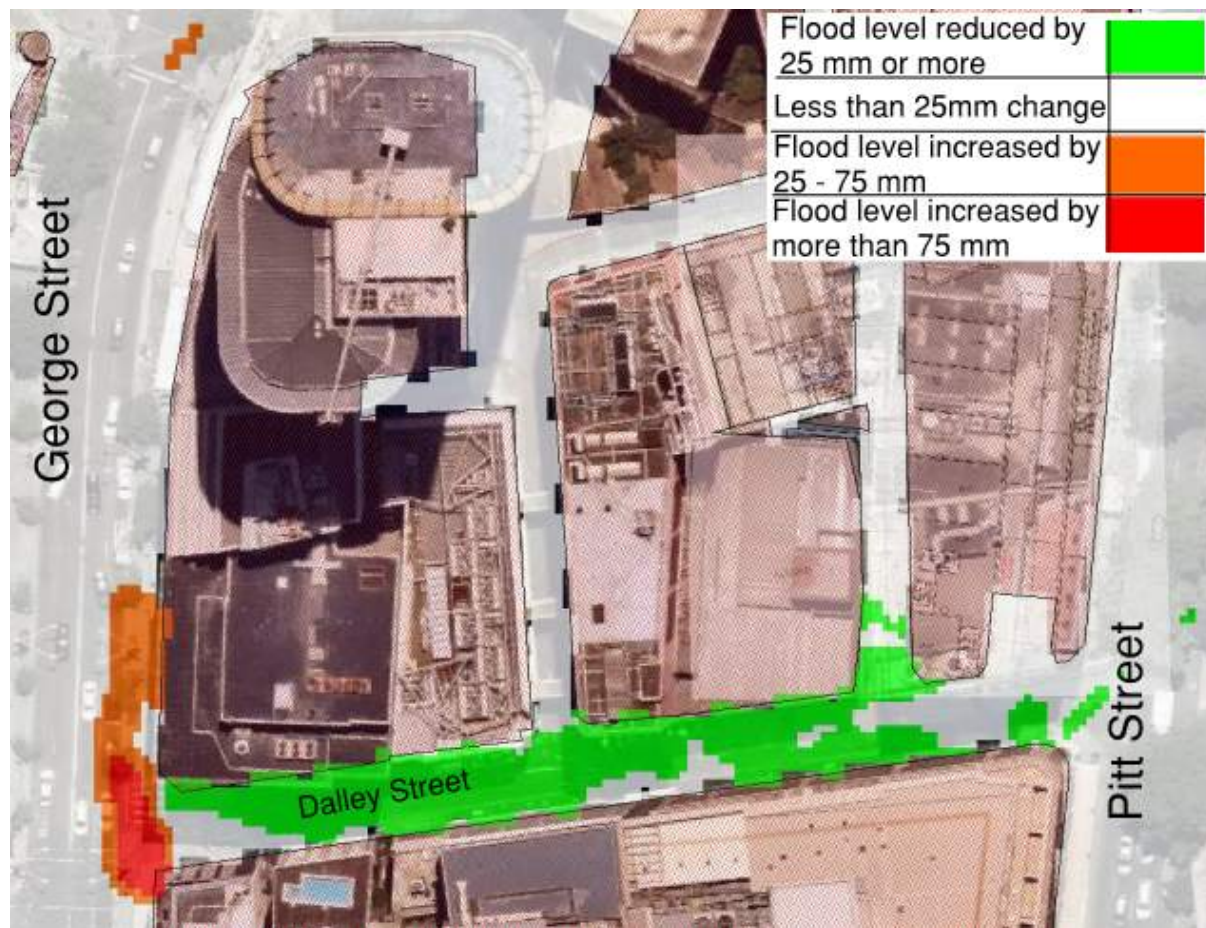 Flood level reduced by
25 mm or more
Less than 25mm change
Flood level increased by
25 - 75 mm
Flood level increased by
more than 75 mm
George Street
Dalley Street
Pitt Street